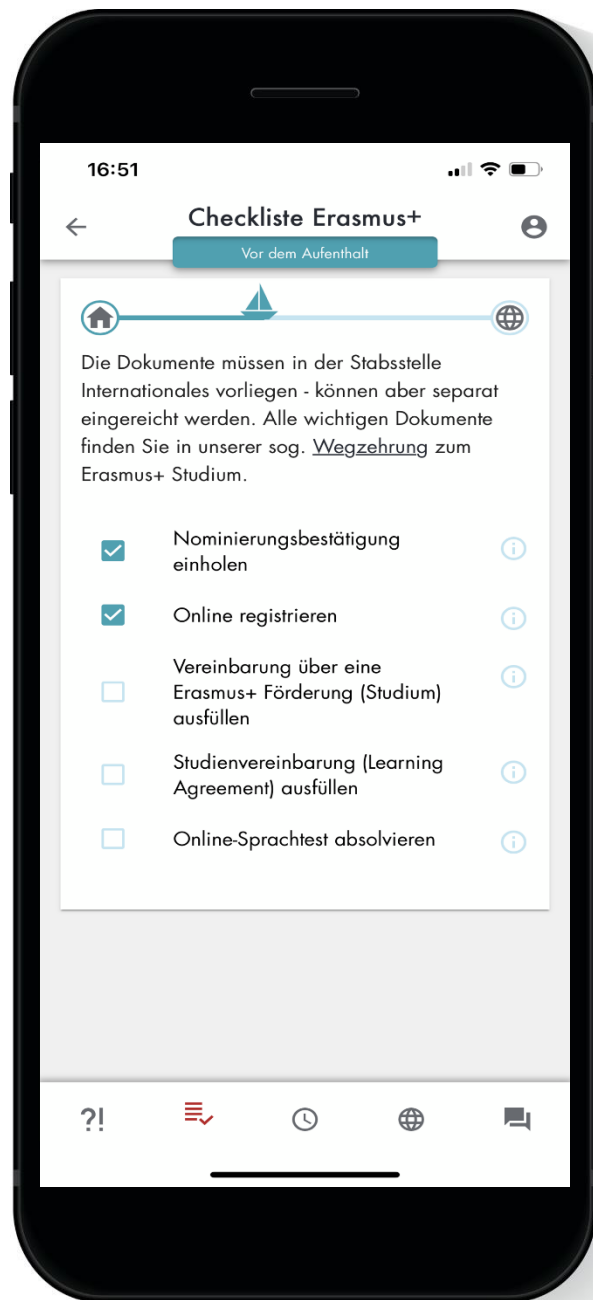 16:51
Checkliste Erasmus+
Vor dem Aufenthalt
Die Dokumente müssen in der Stabsstelle
Internationales vorliegen - können aber separat
eingereicht werden. Alle wichtigen Dokumente
finden Sie in unserer sog. Wegzehrung zum
Erasmus+ Studium.
Nominierungsbestätigung
einholen
Online registrieren
Vereinbarung über eine
Erasmus+ Förderung (Studium)
ausfüllen
Studienvereinbarung (Learning
Agreement) ausfüllen
Online-Sprachtest absolvieren
?!